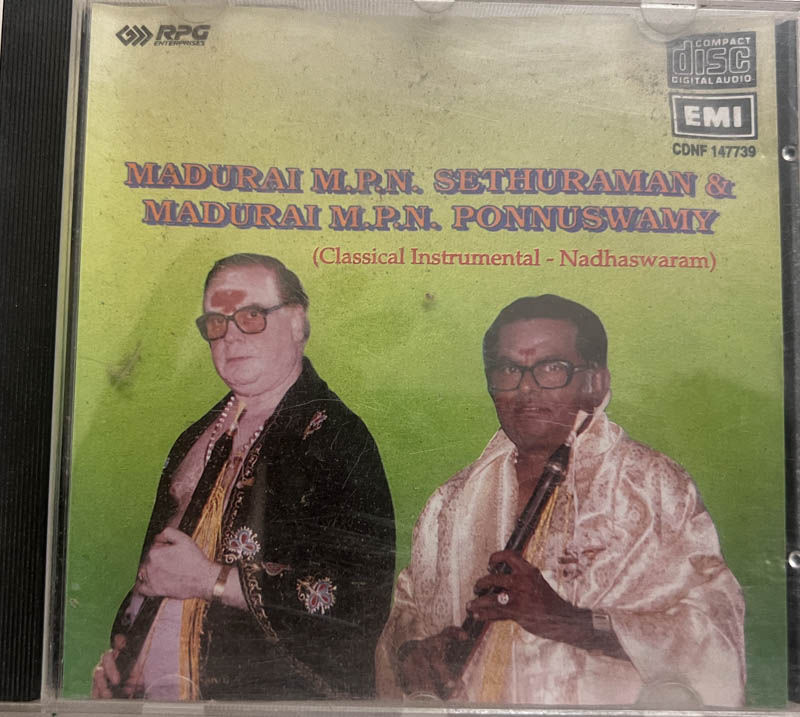 RPG
ENTERPRISES
COMPACT
disc
DIGITAL AUDIO
EMI
CDNF 147739
MADURAI M.P.N. SETHURAMAN &
MADURAI M.P.N. PONNUSWAMY
(Classical Instrumental - Nadhaswaram)